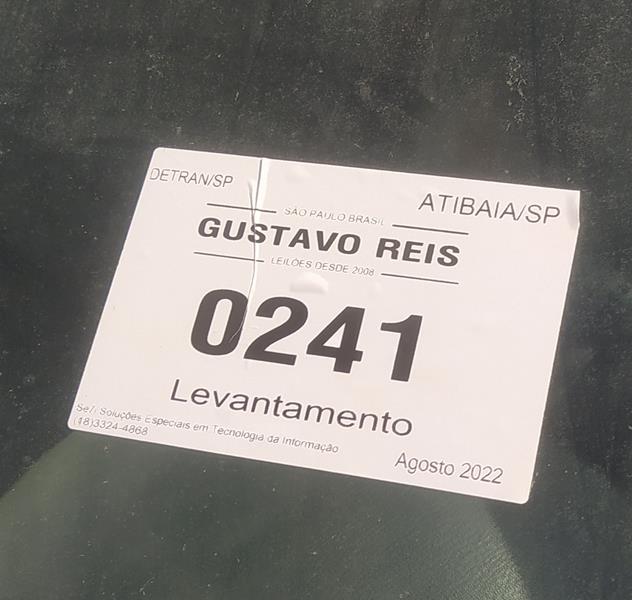 DETRAN/SP
ATIBAIA/SP
SÃO PAULO BRASIL
GUSTAVO REIS
LEILÕES DESDE 2008
0241
Levantamento
Se7i Soluções Especiais em Tecnologia da Informação
(18)3324-4868
Agosto 2022